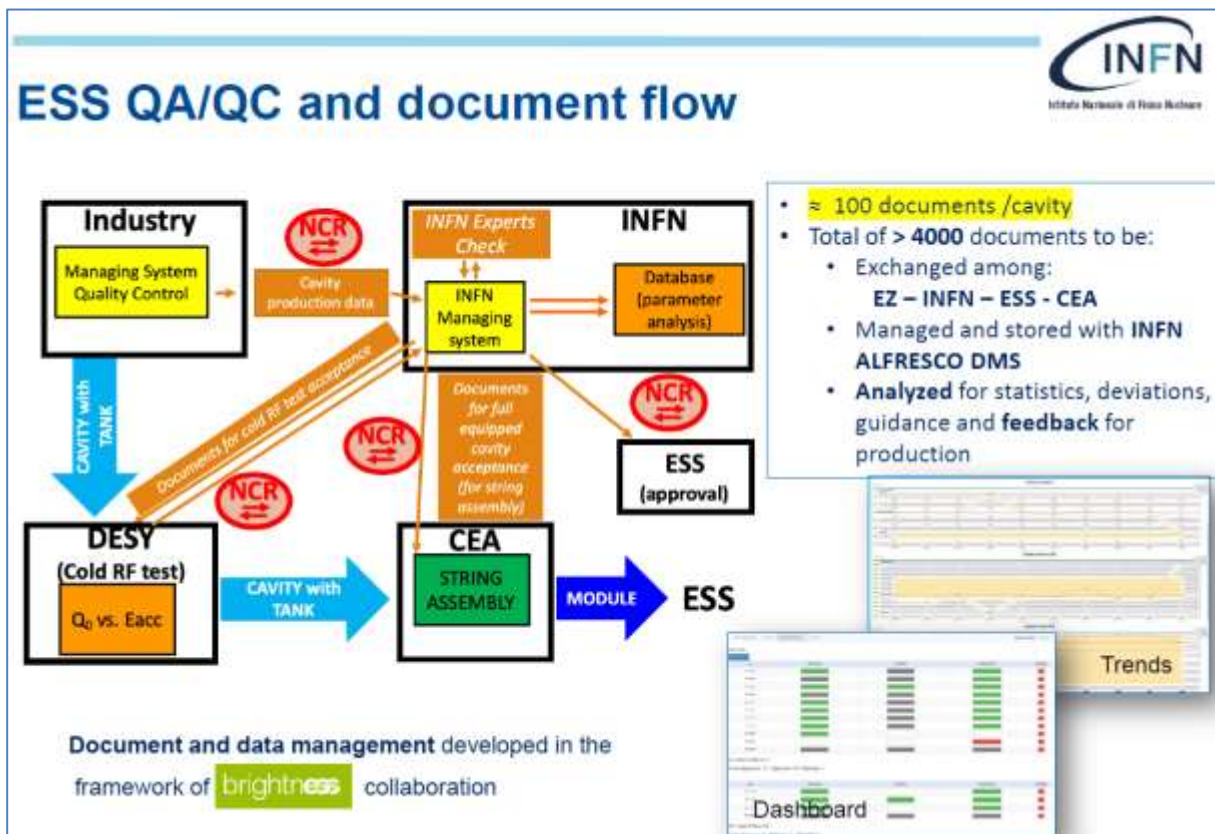 INFN
Istituto Nazionale di Fisica Nucleare
ESS QA/QC and document flow
Industry
Managing System
Quality Control
NCR
Cavity
production data
INFN Experts
Check
INFN
INFN
Managing
system
Database
(parameter
analysis)
CAVITY with
TANK
Documents for cold RF test acceptance
NCR
NCR
Documents
for full
equipped
cavity
acceptance
(for string
assembly)
NCR
ESS
(approval)
DESY
(Cold RF test)
Q₀ vs. Eacc
CAVITY with
TANK
CEA
STRING
ASSEMBLY
MODULE
ESS
• ≈ 100 documents /cavity
• Total of > 4000 documents to be:
• Exchanged among:
EZ – INFN – ESS - CEA
• Managed and stored with INFN
ALFRESCO DMS
• Analyzed for statistics, deviations,
guidance and feedback for
production
Trends
Dashboard
Document and data management developed in the
framework of brightness collaboration